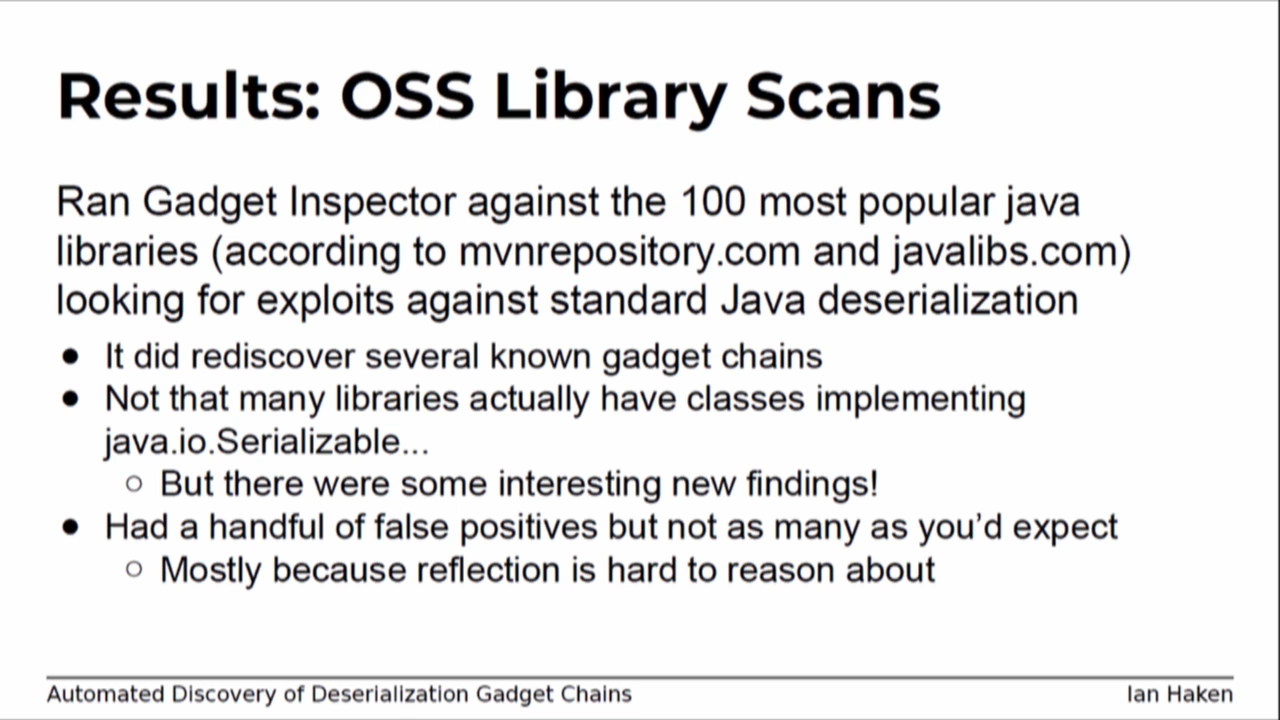 Results: OSS Library Scans
Ran Gadget Inspector against the 100 most popular java
libraries (according to mvnrepository.com and javalibs.com)
looking for exploits against standard Java deserialization
● It did rediscover several known gadget chains
● Not that many libraries actually have classes implementing
java.io.Serializable...
○ But there were some interesting new findings!
● Had a handful of false positives but not as many as you’d expect
○ Mostly because reflection is hard to reason about
Automated Discovery of Deserialization Gadget Chains
Ian Haken